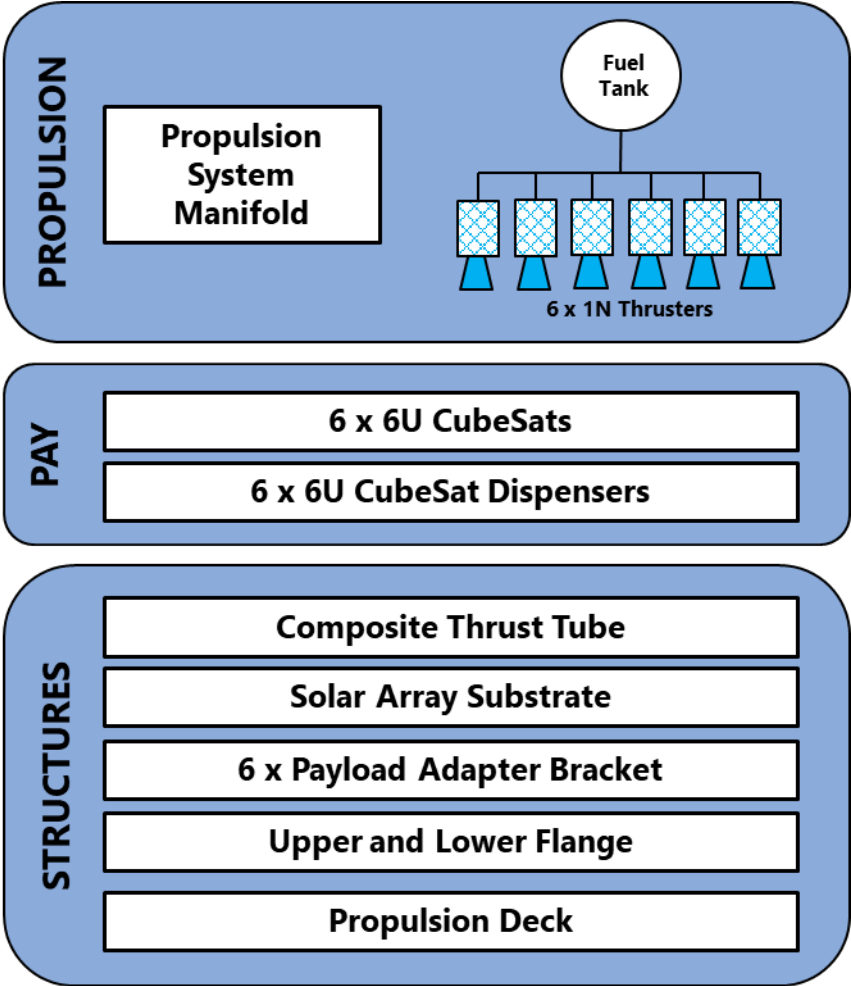 PROPULSION
Propulsion
System
Manifold
Fuel
Tank
6 x 1N Thrusters
PAY
6 x 6U CubeSats
6 x 6U CubeSat Dispensers
STRUCTURES
Composite Thrust Tube
Solar Array Substrate
6 x Payload Adapter Bracket
Upper and Lower Flange
Propulsion Deck